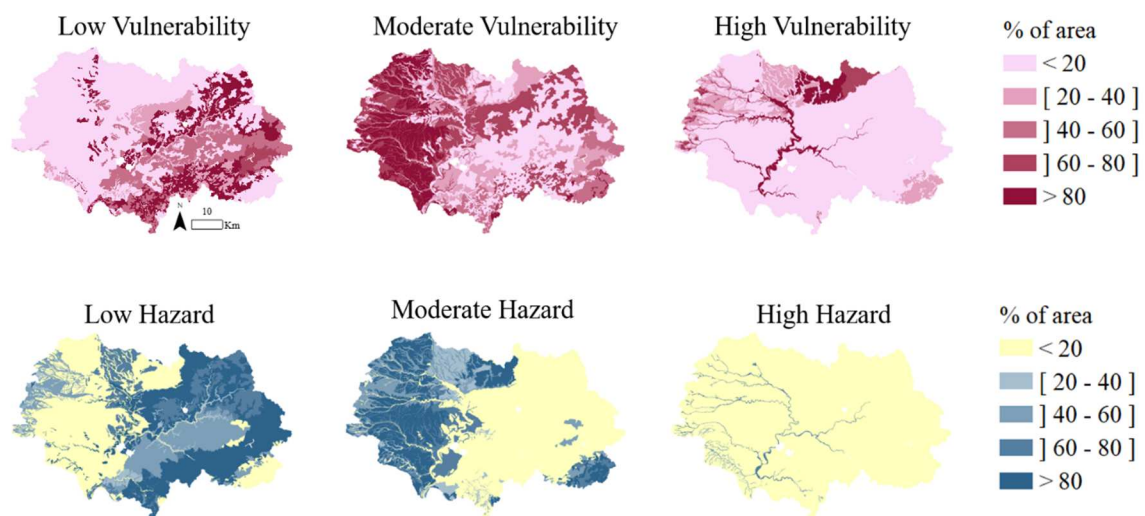 Low Vulnerability
Moderate Vulnerability
High Vulnerability
% of area
< 20
[ 20 - 40 ]
] 40 - 60 ]
] 60 - 80 ]
> 80
N
10
Km
Low Hazard
Moderate Hazard
High Hazard
% of area
< 20
[ 20 - 40 ]
] 40 - 60 ]
] 60 - 80 ]
> 80